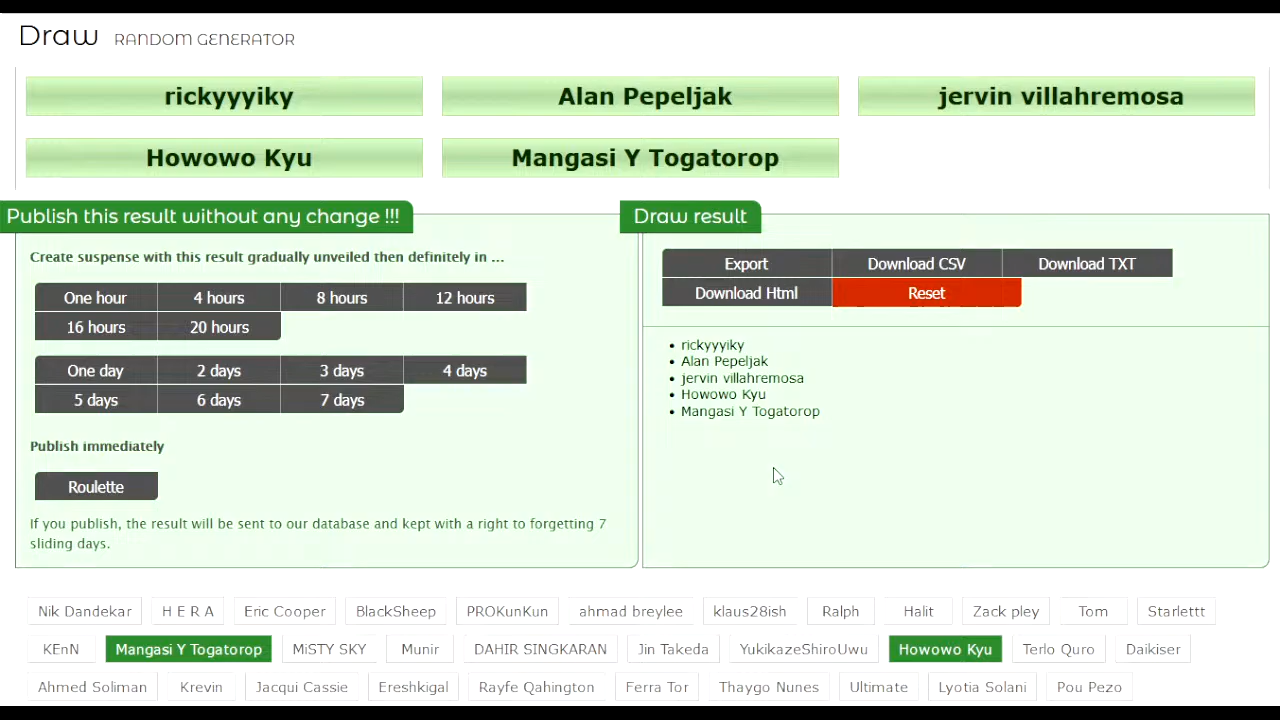 Draw RANDOM GENERATOR
rickyyyiky Alan Pepeljak jervin villahremosa
Howowo Kyu Mangasi Y Togatorop
Publish this result without any change !!!
Create suspense with this result gradually unveiled then definitely in ...
One hour 4 hours 8 hours 12 hours
16 hours 20 hours
One day 2 days 3 days 4 days
5 days 6 days 7 days
Publish immediately
Roulette
If you publish, the result will be sent to our database and kept with a right to forgetting 7
sliding days.
Draw result
Export Download CSV Download TXT
Download Html Reset
• rickyyyiky
• Alan Pepeljak
• jervin villahremosa
• Howowo Kyu
• Mangasi Y Togatorop
Nik Dandekar H E R A Eric Cooper BlackSheep PROKunKun ahmad breylee klaus28ish Ralph Halit Zack pley Tom Starlettt
KEnN Mangasi Y Togatorop MiSTY SKY Munir DAHIR SINGKARAN Jin Takeda YukikazeShiroUwu Howowo Kyu Terlo Quro Daikiser
Ahmed Soliman Krevin Jacqui Cassie Ereshkigal Rayfe Qahington Ferra Tor Thaygo Nunes Ultimate Lyotia Solani Pou Pezo